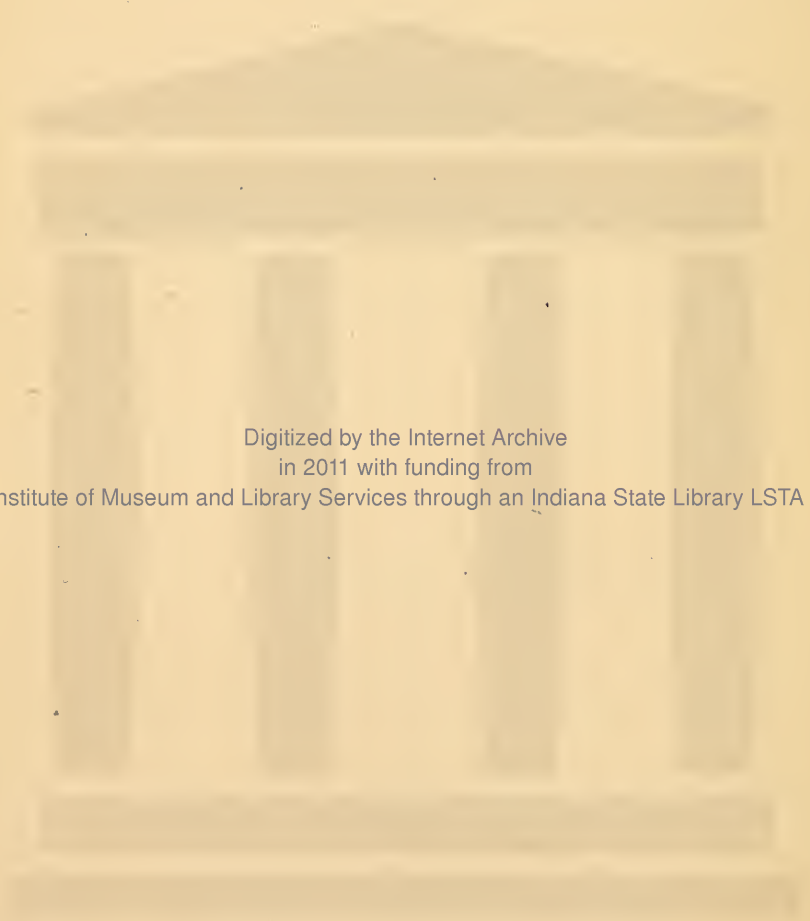 Digitized by the Internet Archive
in 2011 with funding from
nstitute of Museum and Library Services through an Indiana State Library LSTA